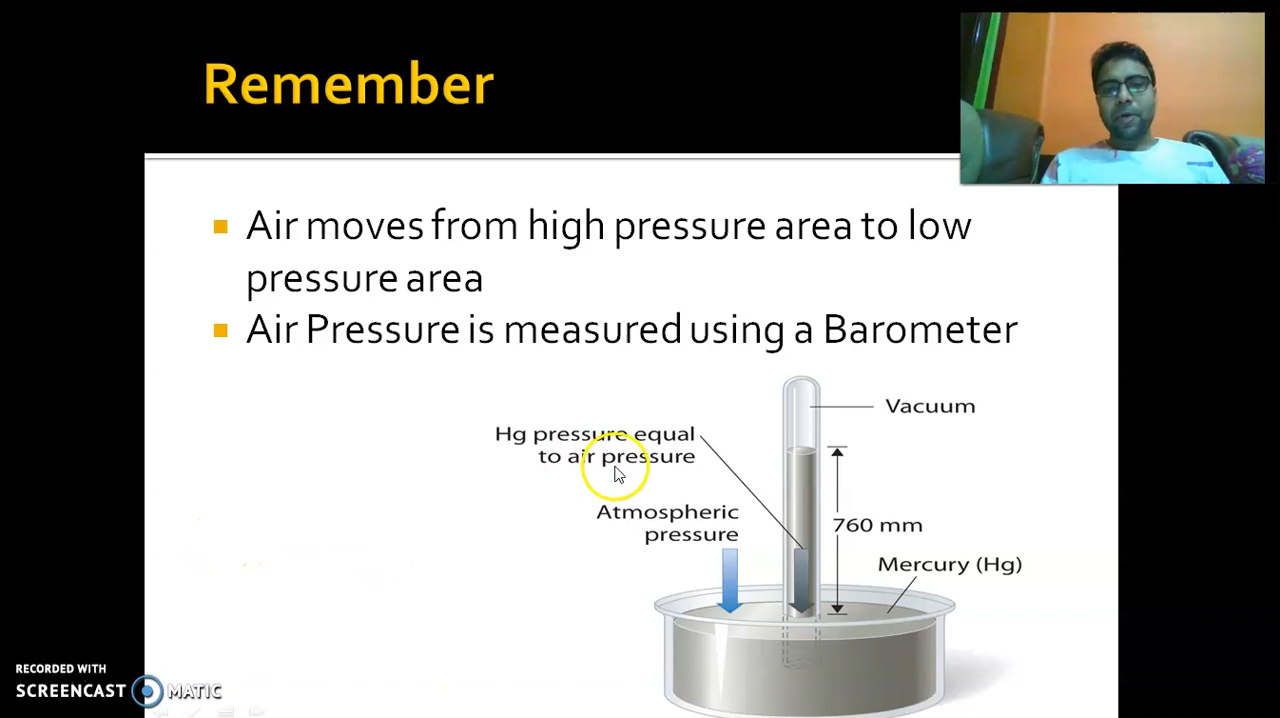 Remember
Air moves from high pressure area to low
pressure area
Air Pressure is measured using a Barometer
Vacuum
Hg pressure equal
to air pressure
Atmospheric
pressure
760 mm
Mercury (Hg)
RECORDED WITH
SCREENCAST MATIC